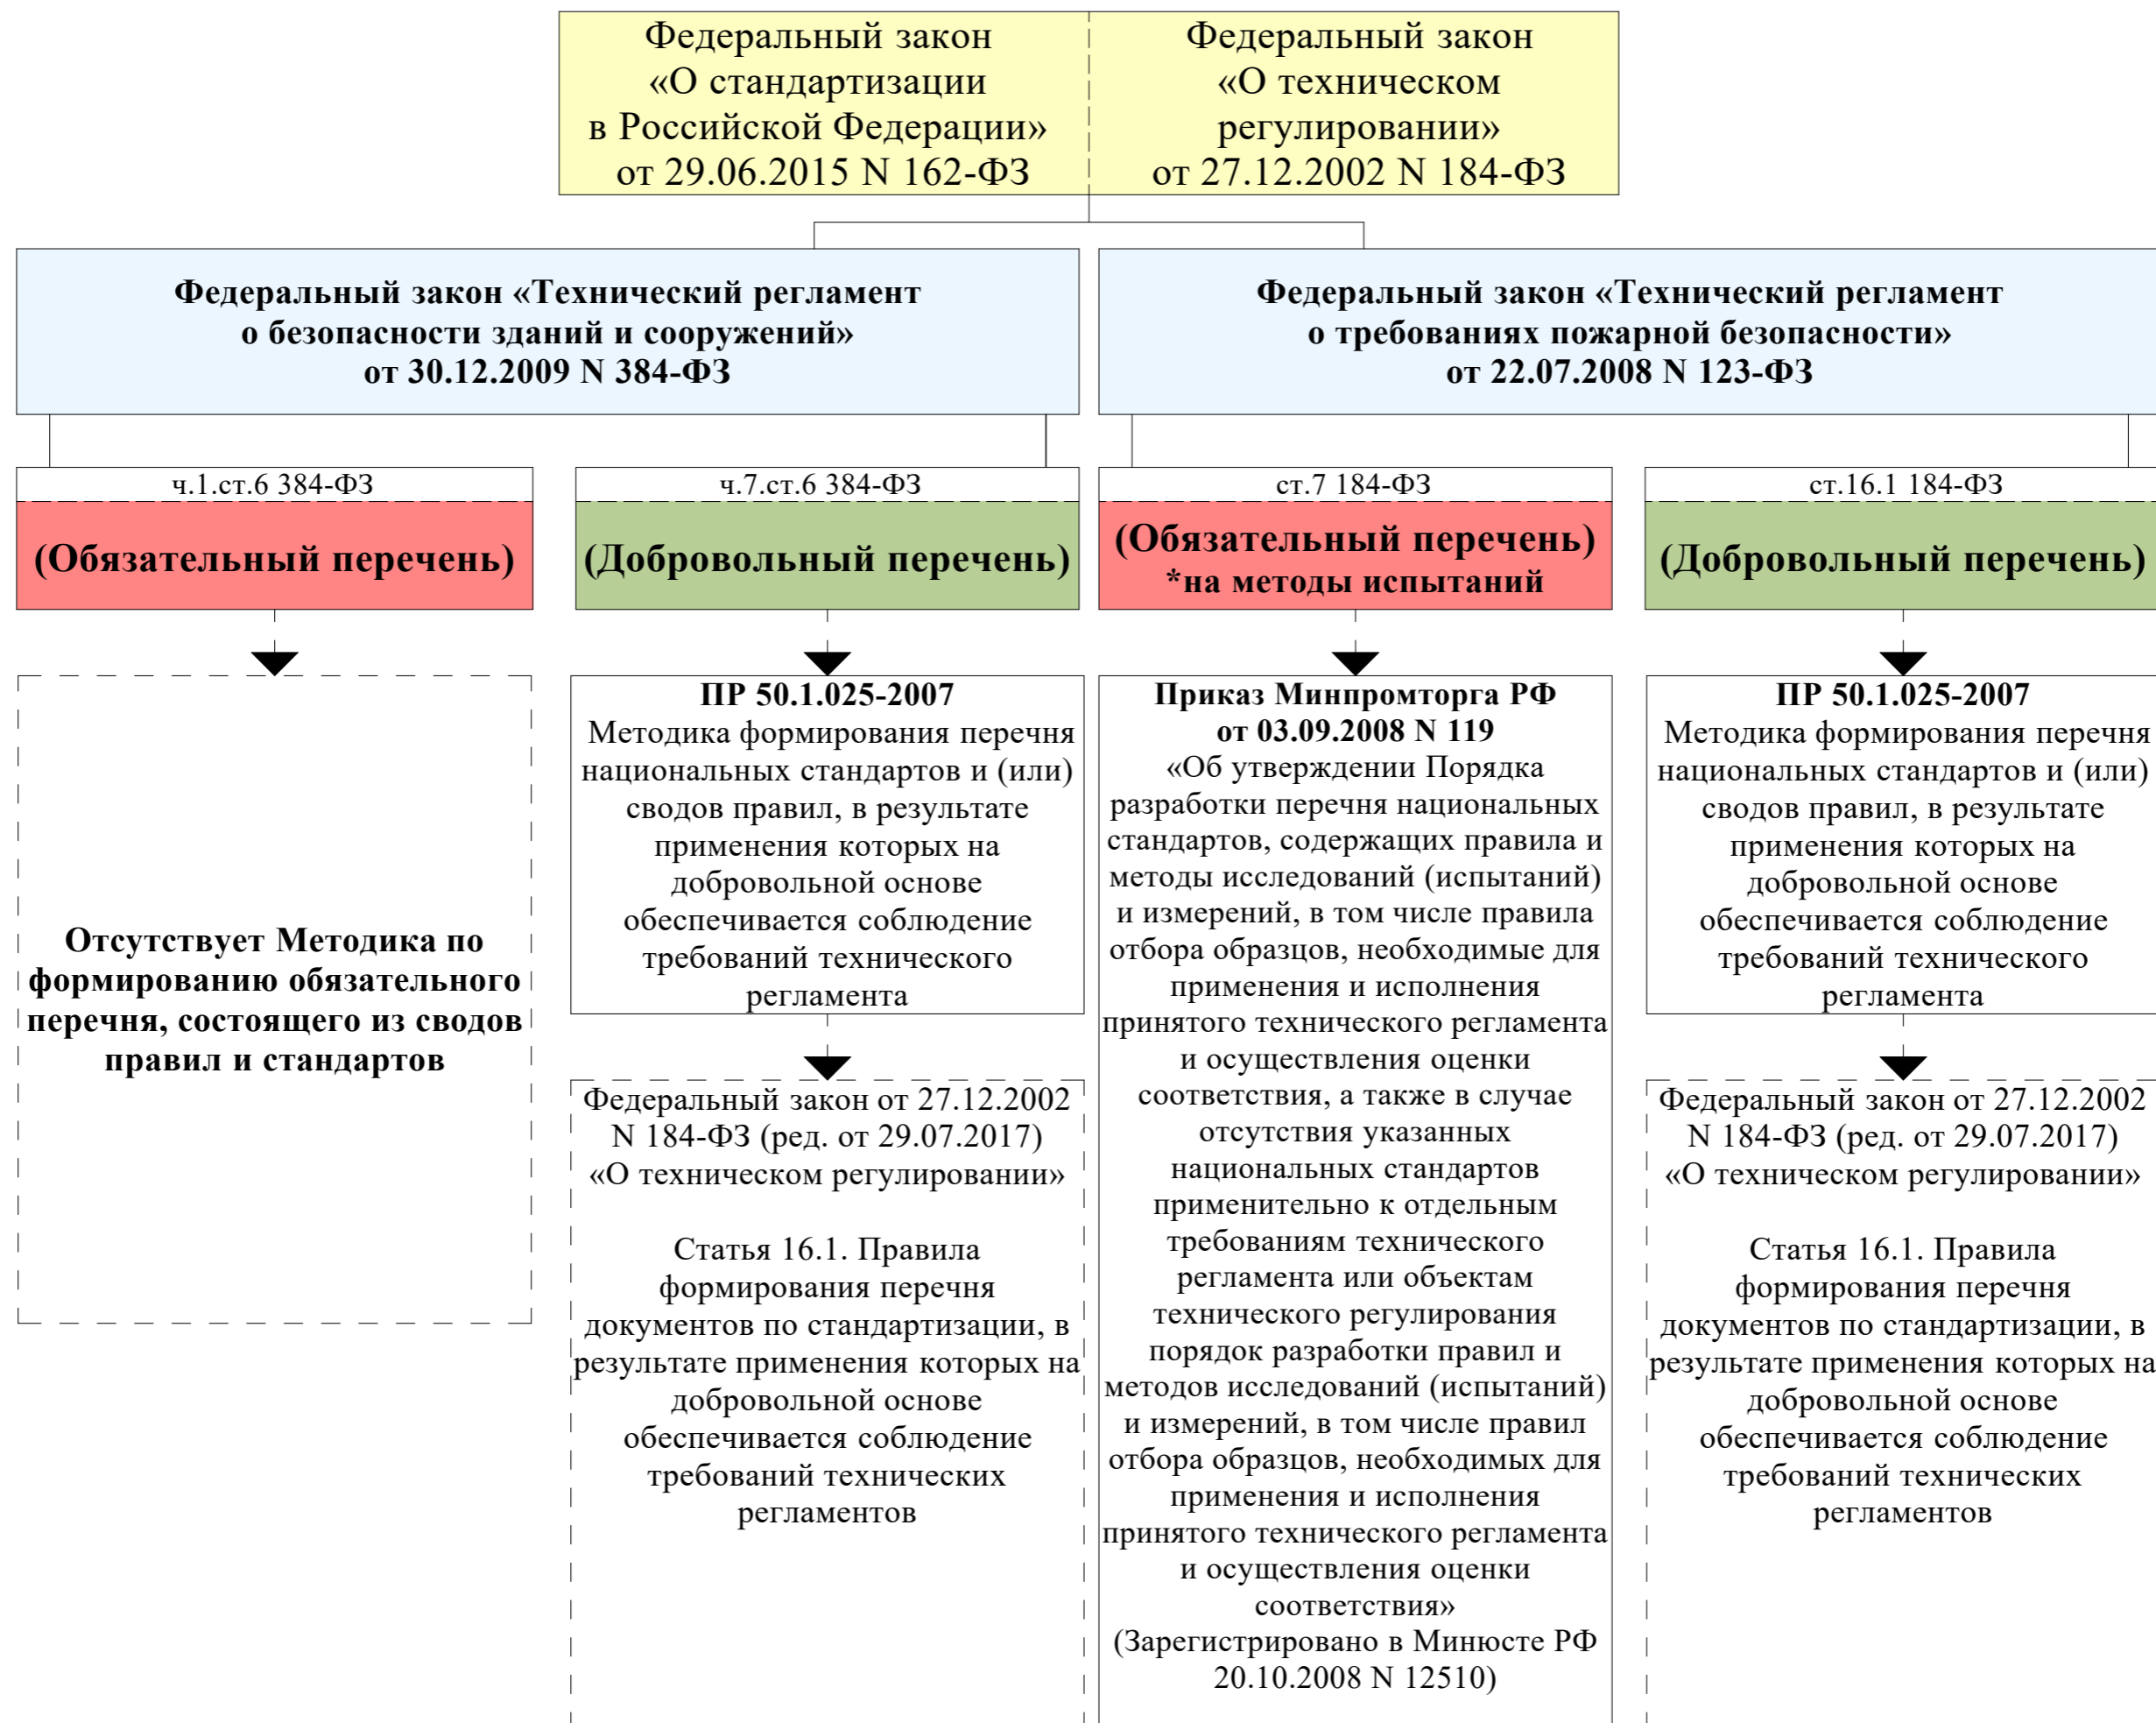 Федеральный закон
«О стандартизации
в Российской Федерации»
от 29.06.2015 N 162-ФЗ
Федеральный закон
«О техническом
регулировании»
от 27.12.2002 N 184-ФЗ
Федеральный закон «Технический регламент
о безопасности зданий и сооружений»
от 30.12.2009 N 384-ФЗ
Федеральный закон «Технический регламент
о требованиях пожарной безопасности»
от 22.07.2008 N 123-ФЗ
ч.1.ст.6 384-ФЗ
(Обязательный перечень)
ч.7.ст.6 384-ФЗ
(Добровольный перечень)
ст.7 184-ФЗ
(Обязательный перечень)
*на методы испытаний
ст.16.1 184-ФЗ
(Добровольный перечень)
Отсутствует Методика по
формированию обязательного
перечня, состоящего из сводов
правил и стандартов
ПР 50.1.025-2007
Методика формирования перечня
национальных стандартов и (или)
сводов правил, в результате
применения которых на
добровольной основе
обеспечивается соблюдение
требований технического
регламента
Федеральный закон от 27.12.2002
N 184-ФЗ (ред. от 29.07.2017)
«О техническом регулировании»
Статья 16.1. Правила
формирования перечня
документов по стандартизации, в
результате применения которых на
добровольной основе
обеспечивается соблюдение
требований технических
регламентов
Приказ Минпромторга РФ
от 03.09.2008 N 119
«Об утверждении Порядка
разработки перечня национальных
стандартов, содержащих правила и
методы исследований (испытаний)
и измерений, в том числе правила
отбора образцов, необходимые для
применения и исполнения
принятого технического регламента
и осуществления оценки
соответствия, а также в случае
отсутствия указанных
национальных стандартов
применительно к отдельным
требованиям технического
регламента или объектам
технического регулирования
порядок разработки правил и
методов исследований (испытаний)
и измерений, в том числе правил
отбора образцов, необходимых для
применения и исполнения
принятого технического регламента
и осуществления оценки
соответствия»
(Зарегистрировано в Минюсте РФ
20.10.2008 N 12510)
ПР 50.1.025-2007
Методика формирования перечня
национальных стандартов и (или)
сводов правил, в результате
применения которых на
добровольной основе
обеспечивается соблюдение
требований технического
регламента
Федеральный закон от 27.12.2002
N 184-ФЗ (ред. от 29.07.2017)
«О техническом регулировании»
Статья 16.1. Правила
формирования перечня
документов по стандартизации, в
результате применения которых на
добровольной основе
обеспечивается соблюдение
требований технических
регламентов